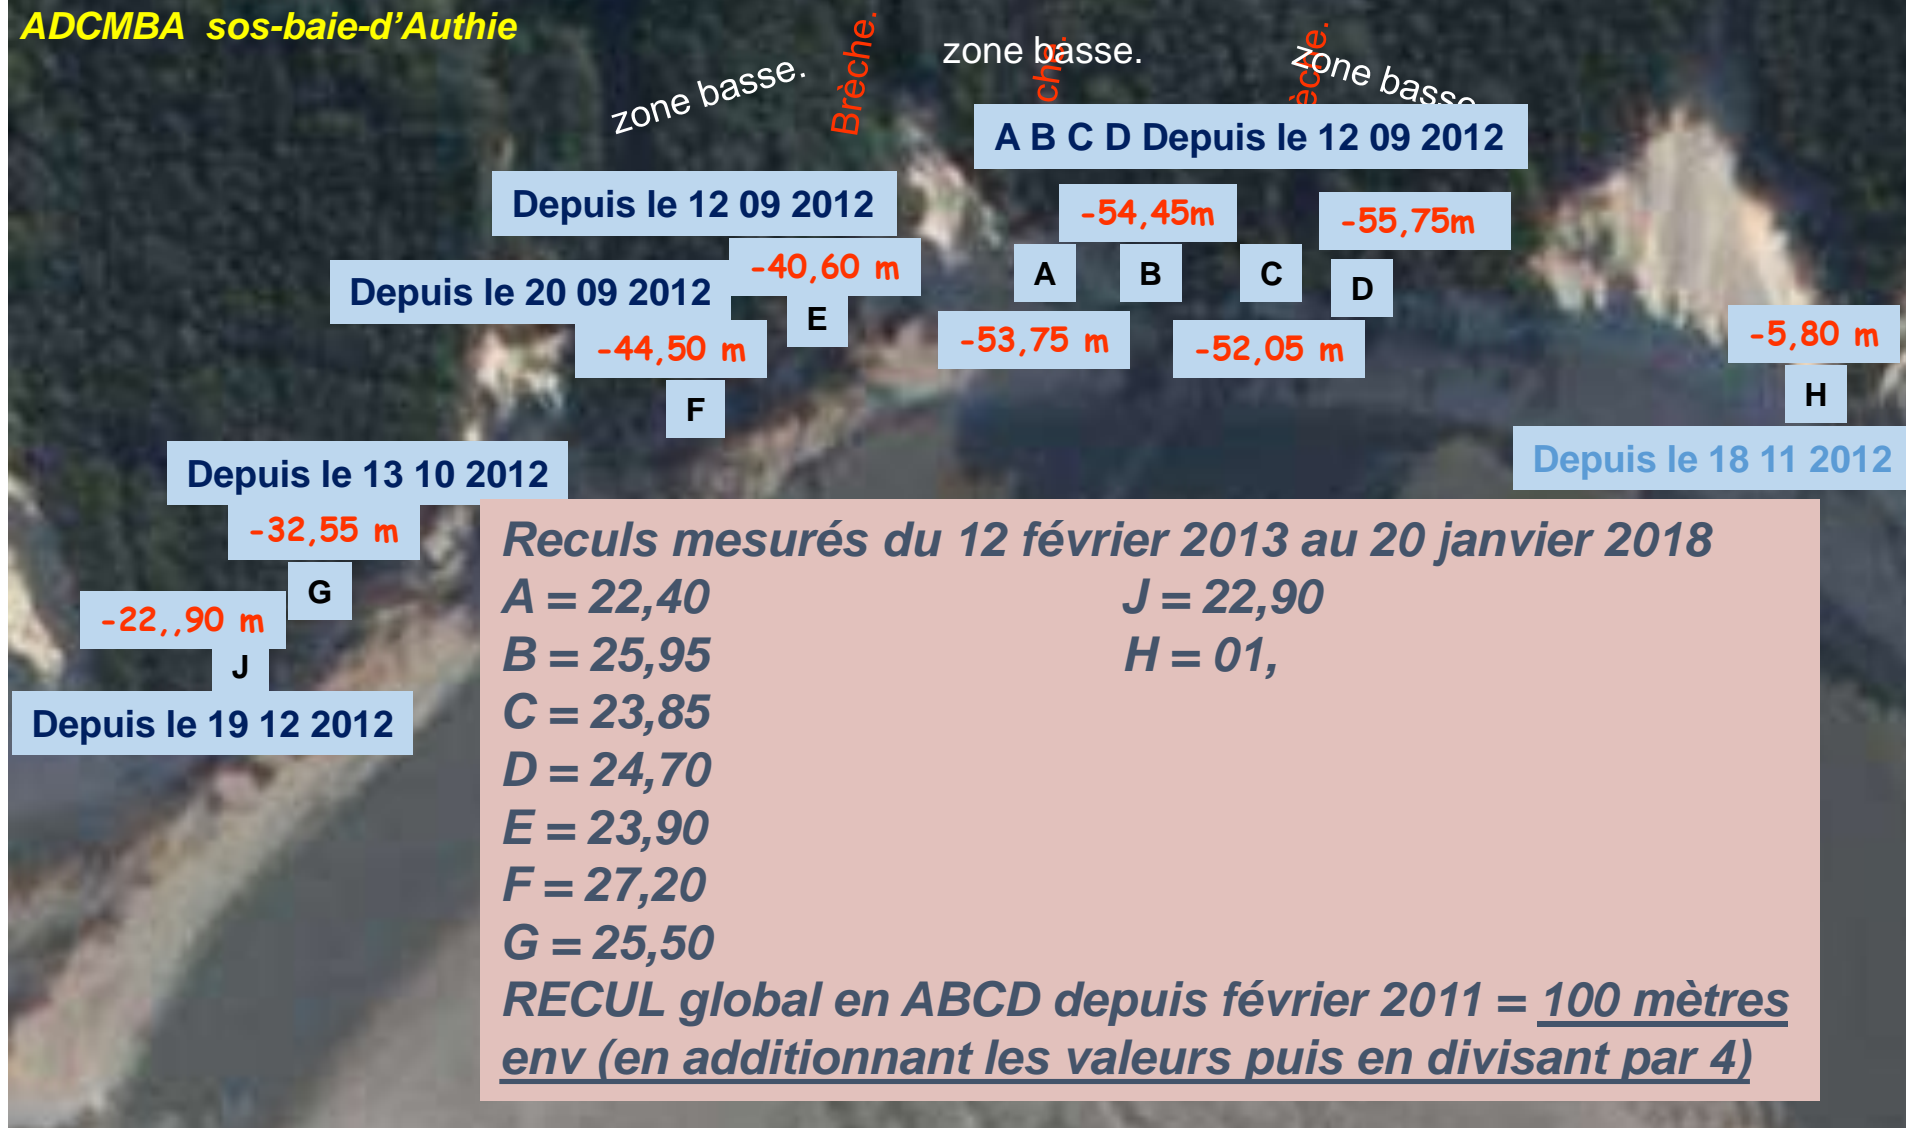 ADCMBA sos-baie-d'Authie
zone basse.
Brèche.
zone basse.
che.
èche.
zone basse
A B C D Depuis le 12 09 2012
Depuis le 12 09 2012
-54,45m
-55,75m
-40,60 m
A
B
C
D
Depuis le 20 09 2012
E
-44,50 m
-53,75 m
-52,05 m
-5,80 m
F
H
Depuis le 18 11 2012
Depuis le 13 10 2012
-32,55 m
G
-22,,90 m
J
Depuis le 19 12 2012
Reculs mesurés du 12 février 2013 au 20 janvier 2018
A = 22,40 J = 22,90
B = 25,95 H = 01,
C = 23,85
D = 24,70
E = 23,90
F = 27,20
G = 25,50
RECUL global en ABCD depuis février 2011 = 100 mètres
env (en additionnant les valeurs puis en divisant par 4)